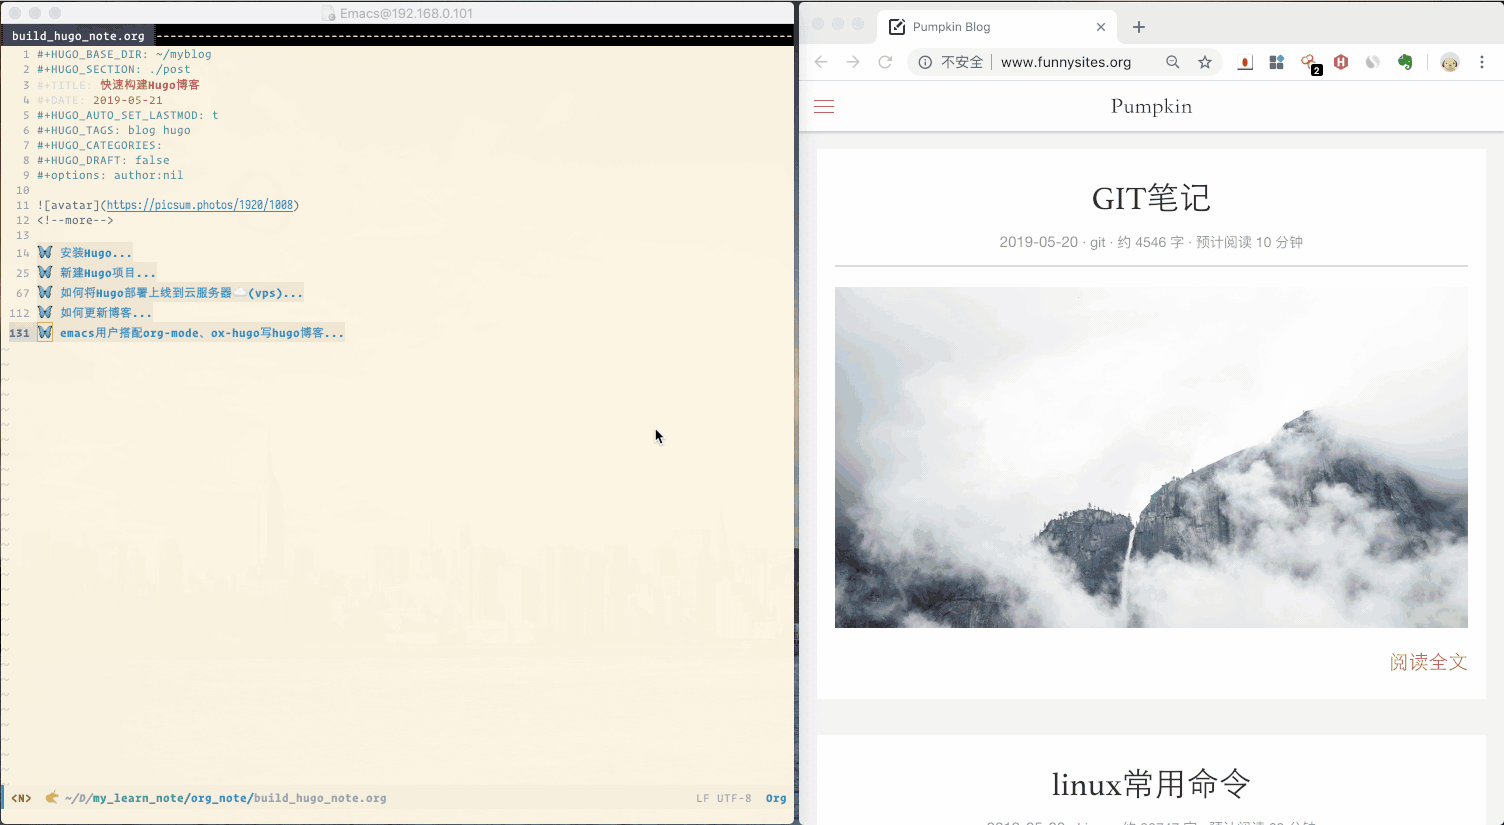 Emacs@192.168.0.101
build_hugo_note.org
1 #+HUGO_BASE_DIR: ~/myblog
2 #+HUGO_SECTION: ./post
3 #+TITLE: 快速构建Hugo博客
4 #+DATE: 2019-05-21
5 #+HUGO_AUTO_SET_LASTMOD: t
6 #+HUGO_TAGS: blog hugo
7 #+HUGO_CATEGORIES:
8 #+HUGO_DRAFT: false
9 #+options: author:nil
10
11 ![avatar](https://picsum.photos/1920/1008)
12 <!--more-->
13
14 安装Hugo...
25 新建Hugo项目...
67 如何将Hugo部署上线到云服务器☁️(vps)...
112 如何更新博客...
131 emacs用户搭配org-mode、ox-hugo写hugo博客...
<N> ~/D/my_learn_note/org_note/build_hugo_note.org LF UTF-8 Org
Pumpkin Blog
不安全 www.funnysites.org
2
Pumpkin
GIT笔记
2019-05-20 · git · 约 4546 字 · 预计阅读 10 分钟
阅读全文
linux常用命令